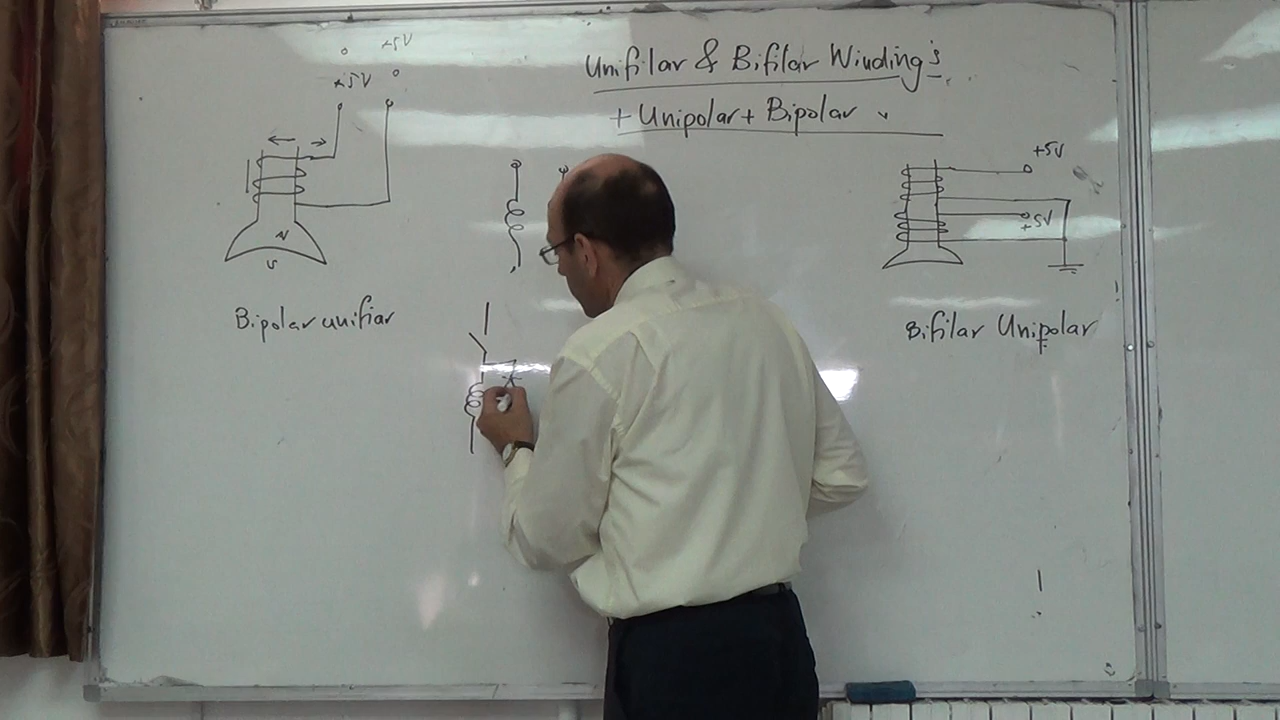 Unifilar & Bifilar Winding's
+ Unipolar + Bipolar
+5V
+5V
N
S
Bipolar unifiar
+5V
+5V
Bifilar Unipolar